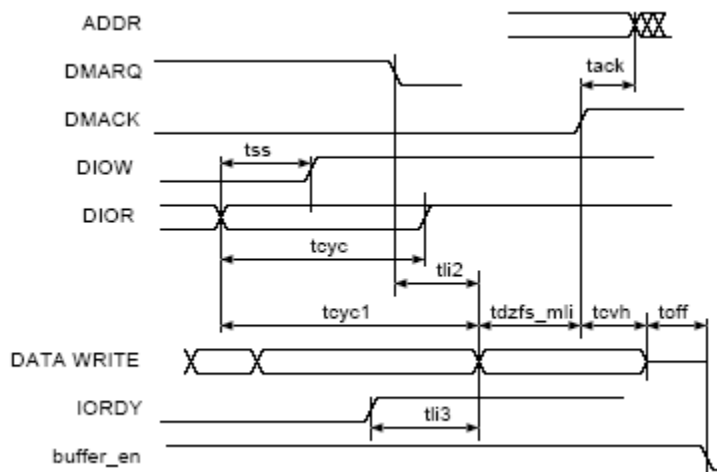 ADDR
DMARQ
tack
DMACK
tss
DIOW
DIOR
tcyc
tli2
tcyc1
tdzfs_mli
tcvh
toff
DATA WRITE
IORDY
tli3
buffer_en